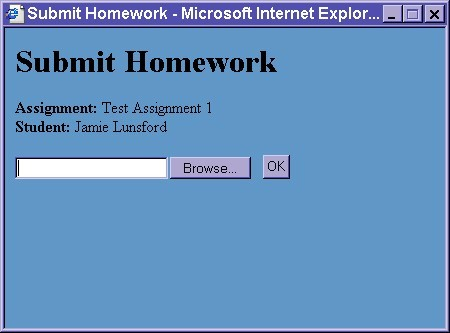 Submit Homework - Microsoft Internet Explor...
Submit Homework
Assignment: Test Assignment 1
Student: Jamie Lunsford
Browse... OK